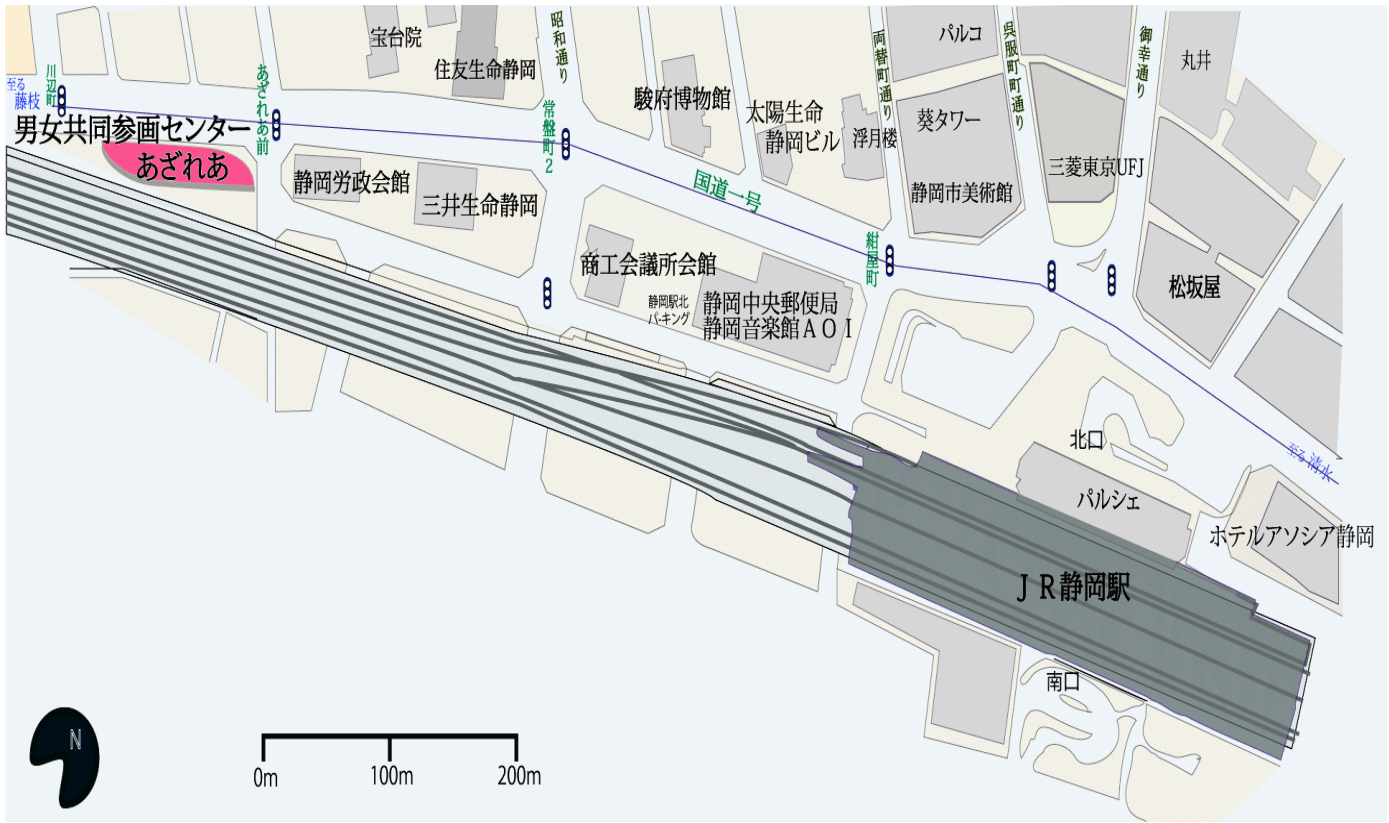 宝台院
住友生命静岡
昭和通り
パルコ
両替町通り
呉服町町通り
御幸通り
丸井
至る
藤枝
川辺町
あざれあ前
常盤町2
駿府博物館
太陽生命
静岡ビル
浮月楼
葵タワー
静岡市美術館
三菱東京UFJ
男女共同参画センター
あざれあ
静岡労政会館
三井生命静岡
国道一号
紺屋町
松坂屋
商工会議所会館
静岡駅北
パーキング
静岡中央郵便局
静岡音楽館AOI
北口
パルシェ
至る清水
ホテルアソシア静岡
JR静岡駅
南口
N
0m
100m
200m